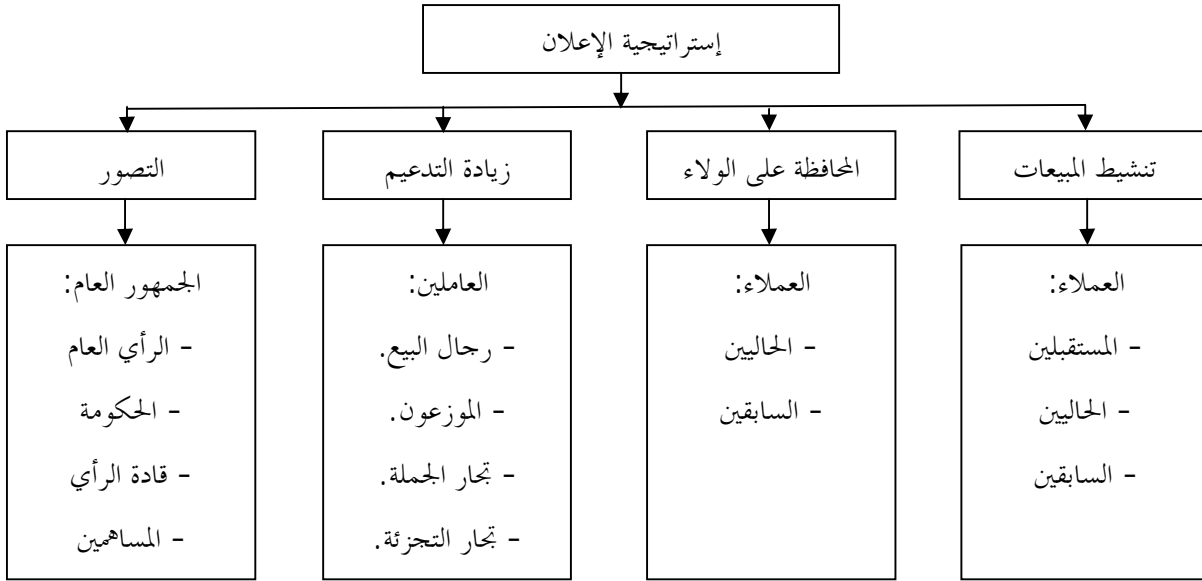 إستراتيجية الإعلان
تنشيط المبيعات
المحافظة على الولاء
زيادة التدعيم
التصور
العملاء:
- المستقبلين
- الحاليين
- السابقين
العملاء:
- الحاليين
- السابقين
العاملين:
- رجال البيع.
- الموزعون.
- تجار الجملة.
- تجار التجزئة.
الجمهور العام:
- الرأي العام
- الحكومة
- قادة الرأي
- المساهمين